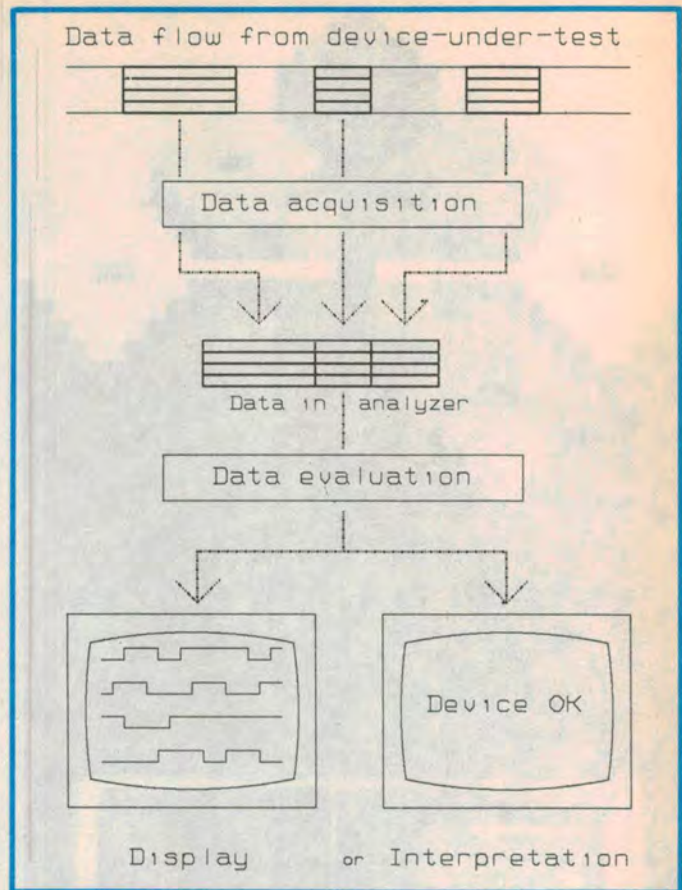 Data flow from device-under-test
Data acquisition
Data in analyzer
Data evaluation
Device OK
Display or Interpretation